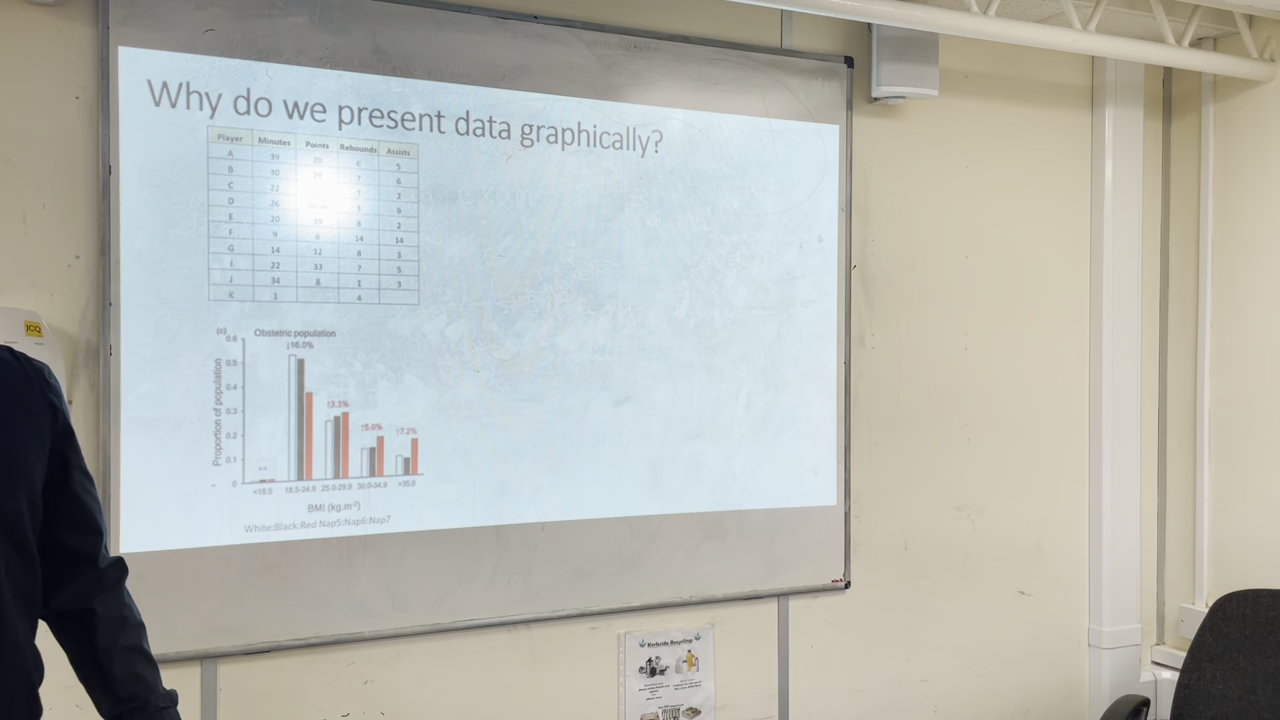 Why do we present data graphically?
Player Minutes Points Rebounds Assists
A 39 20 6 5
B 30 29 7 6
C 22 7 2
D 26 9
E 20 19 8 2
F 9 6 14 14
G 14 12 8 3
I 22 33 7 5
J 34 8 1 3
K 3 4
Obstetric population
↓16.0%
↑3.3%
↑5.0%
↑7.2%
Proportion of population
0.6
0.5
0.4
0.3
0.2
0.1
0
<18.5 18.5-24.9 25.0-29.9 30.0-34.9 >35.0
BMI (kg.m⁻²)
White:Black:Red Nap5:Nap6:Nap7
JCQ
Kerbside Recycling